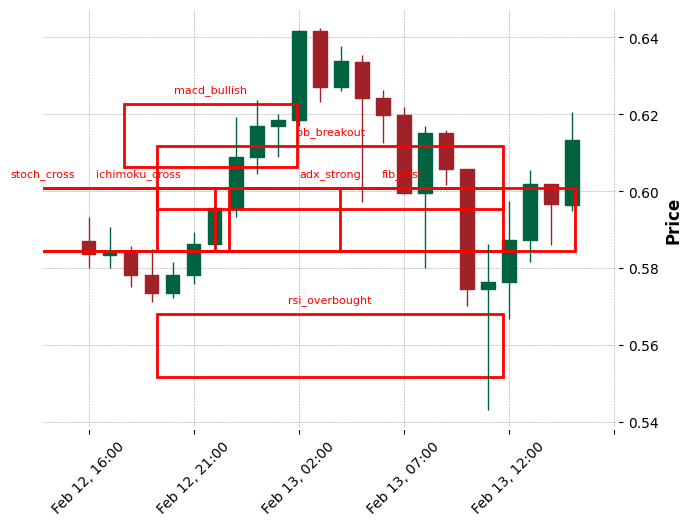 0.64
macd_bullish
0.62
bb_breakout
stoch_cross
ichimoku_cross
adx_strong
0.60
Price
0.58
rsi_overbought
0.56
0.54
Feb 12, 16:00
Feb 12, 21:00
Feb 13, 02:00
Feb 13, 07:00
Feb 13, 12:00